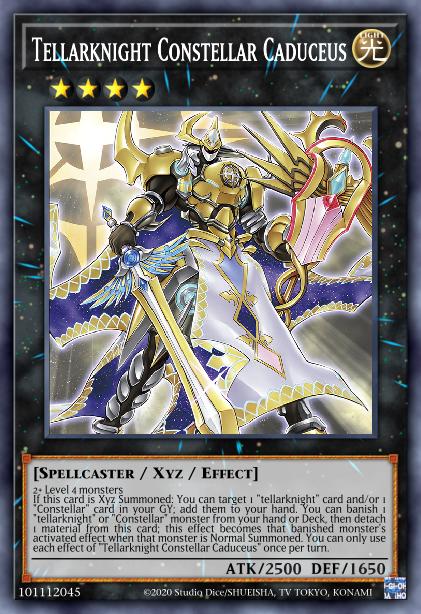 TELLARKNIGHT CONSTELLAR CADUCEUS
LIGHT
光
[SPELLCASTER / XYZ / EFFECT]
2+ Level 4 monsters
If this card is Xyz Summoned: You can target 1 "tellarknight" card and/or 1
"Constellar" card in your GY; add them to your hand. You can banish 1
"tellarknight" or "Constellar" monster from your hand or Deck, then detach
1 material from this card; this effect becomes that banished monster's
activated effect when that monster is Normal Summoned. You can only use
each effect of "Tellarknight Constellar Caduceus" once per turn.
ATK/2500 DEF/1650
101112045
©2020 Studio Dice/SHUEISHA, TV TOKYO, KONAMI